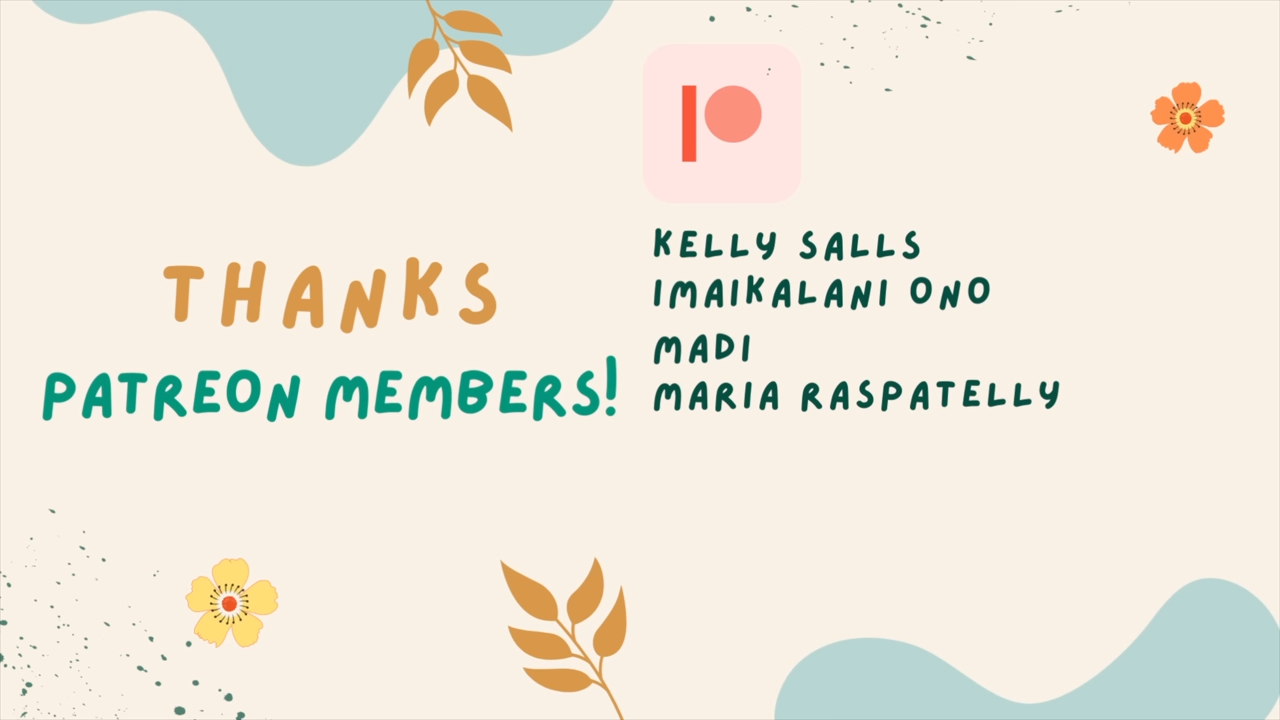 THANKS
PATREON MEMBERS!
KELLY SALLS
IMAIKALANI ONO
MADI
MARIA RASPATELLY